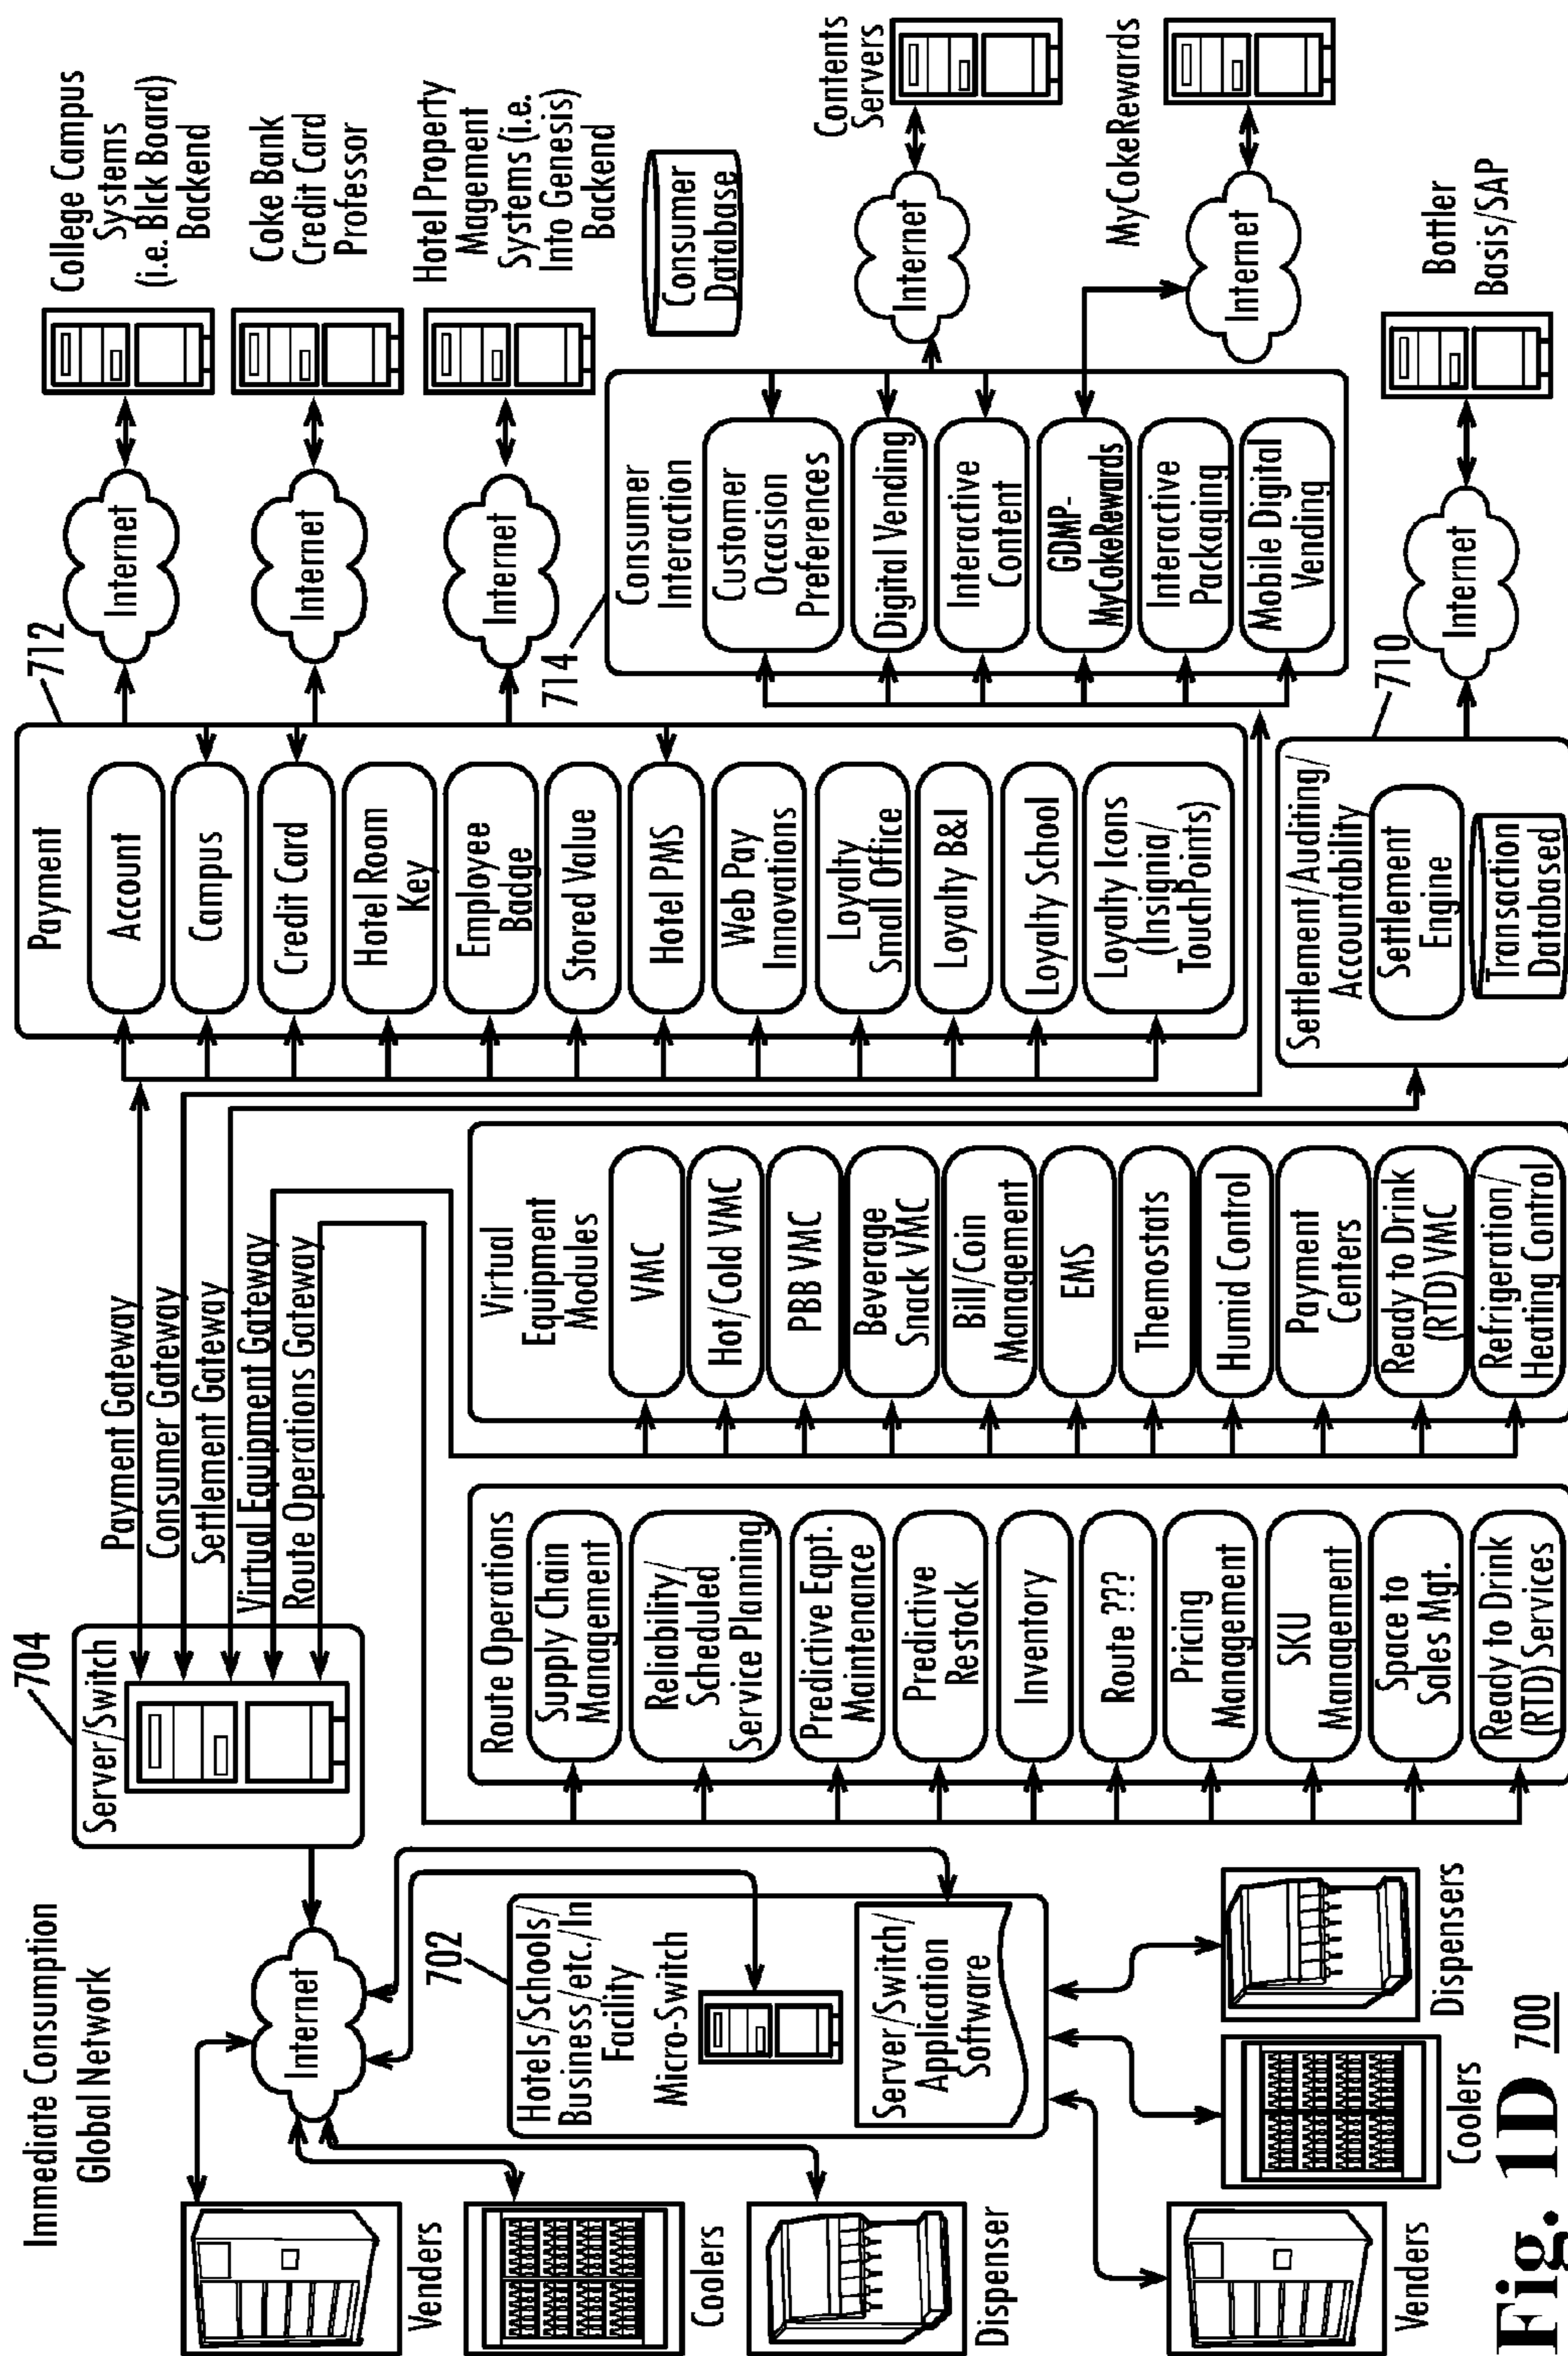 Immediate Consumption
Global Network
Venders
Coolers
Dispenser
Internet
704
Server/Switch
702
Hotels/Schools/
Business/etc./In
Facility
Micro-Switch
Server/Switch/
Application
Software
Venders
Coolers
Dispensers
Payment Gateway
Consumer Gateway
Settlement Gateway
Virtual Equipment Gateway
Route Operations Gateway
Route Operations
Supply Chain
Management
Reliability/
Scheduled
Service Planning
Predictive Eqpt.
Maintenance
Predictive
Restock
Inventory
Route ???
Pricing
Management
SKU
Management
Space to
Sales Mgt.
Ready to Drink
(RTD) Services
Virtual
Equipment
Modules
VMC
Hot/Cold VMC
PBB VMC
Beverage
Snack VMC
Bill/Coin
Management
EMS
Themostats
Humid Control
Payment
Centers
Ready to Drink
(RTD) VMC
Refrigeration/
Heating Control
712
Payment
Account
Campus
Credit Card
Hotel Room
Key
Employee
Badge
Stored Value
Hotel PMS
Web Pay
Innovations
Loyalty
Small Office
Loyalty B&I
Loyalty School
Loyalty Icons
(Insignia/
TouchPoints)
710
Settlement/Auditing/
Accountability
Settlement
Engine
Transaction
Databased
Internet
Internet
Internet
College Campus
Systems
(i.e. Blck Board)
Backend
Coke Bank
Credit Card
Professor
Hotel Property
Magement
Systems (i.e.
Into Genesis)
Backend
714
Consumer
Interaction
Customer
Occasion
Preferences
Digital Vending
Interactive
Content
GDMP-
MyCokeRewards
Interactive
Packaging
Mobile Digital
Vending
Consumer
Database
Internet
Contents
Servers
Internet
MyCokeRewards
Internet
Bottler
Basis/SAP
Fig. 1D 700